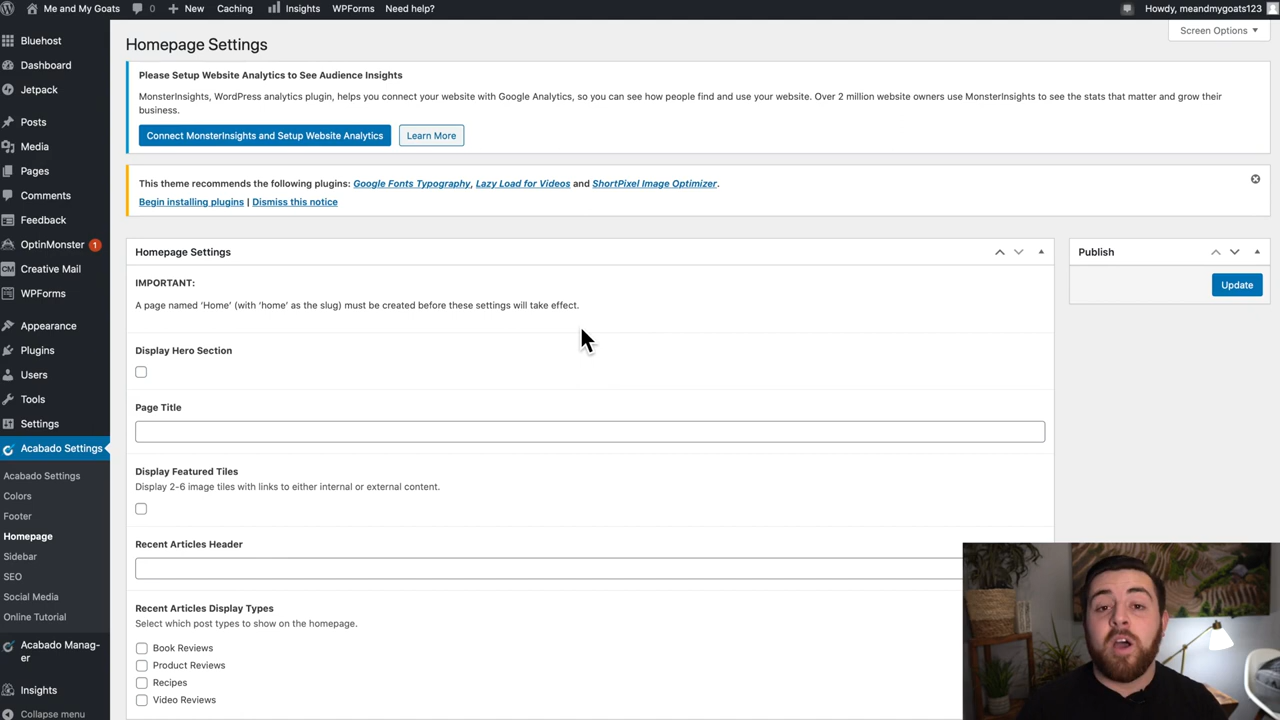 Me and My Goats
0
New
Caching
Insights
WPForms
Need help?
Howdy, meandmygoats123
Screen Options
Bluehost
Dashboard
Jetpack
Posts
Media
Pages
Comments
Feedback
OptinMonster 1
CM Creative Mail
WPForms
Appearance
Plugins
Users
Tools
Settings
Acabado Settings
Acabado Settings
Colors
Footer
Homepage
Sidebar
SEO
Social Media
Online Tutorial
Acabado Manag-
er
Insights
Collapse menu
Homepage Settings
Please Setup Website Analytics to See Audience Insights
MonsterInsights, WordPress analytics plugin, helps you connect your website with Google Analytics, so you can see how people find and use your website. Over 2 million website owners use MonsterInsights to see the stats that matter and grow their
business.
Connect MonsterInsights and Setup Website Analytics
Learn More
This theme recommends the following plugins: Google Fonts Typography, Lazy Load for Videos and ShortPixel Image Optimizer.
Begin installing plugins | Dismiss this notice
Homepage Settings
IMPORTANT:
A page named ‘Home’ (with ‘home’ as the slug) must be created before these settings will take effect.
Display Hero Section
Page Title
Display Featured Tiles
Display 2-6 image tiles with links to either internal or external content.
Recent Articles Header
Recent Articles Display Types
Select which post types to show on the homepage.
Book Reviews
Product Reviews
Recipes
Video Reviews
Publish
Update